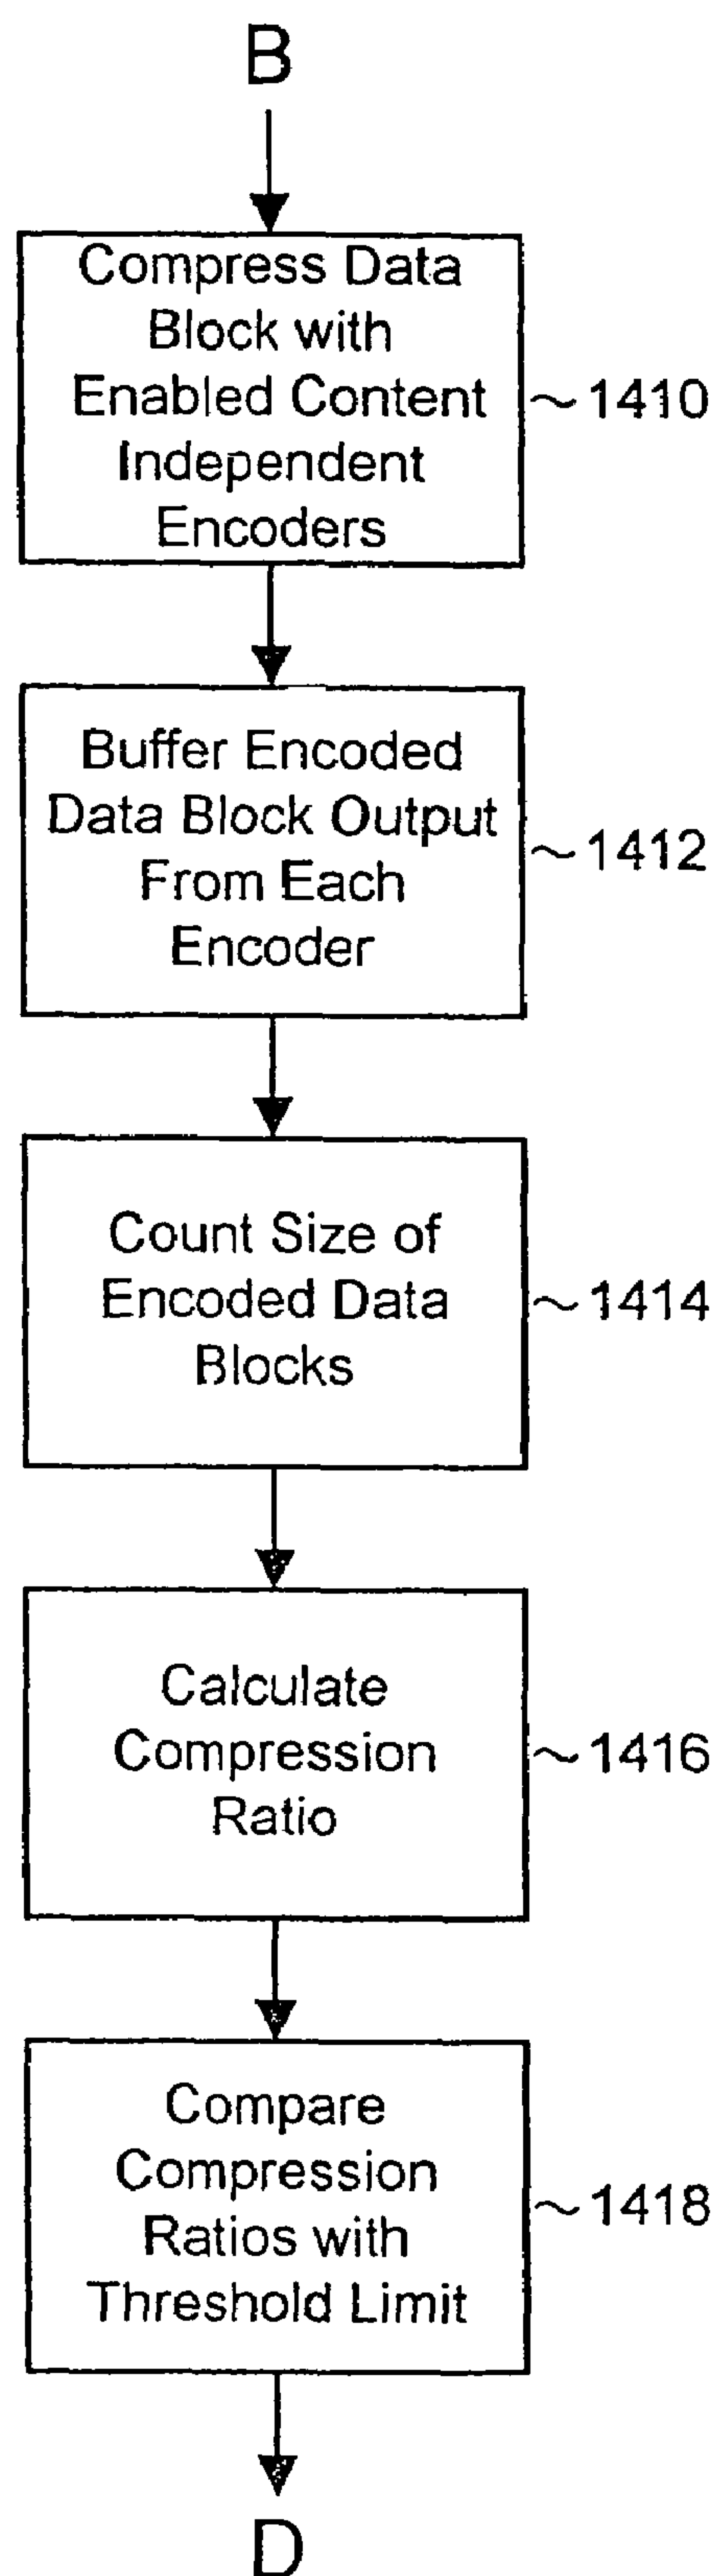 B
Compress Data
Block with
Enabled Content
Independent
Encoders
~1410
Buffer Encoded
Data Block Output
From Each
Encoder
~1412
Count Size of
Encoded Data
Blocks
~1414
Calculate
Compression
Ratio
~1416
Compare
Compression
Ratios with
Threshold Limit
~1418
D